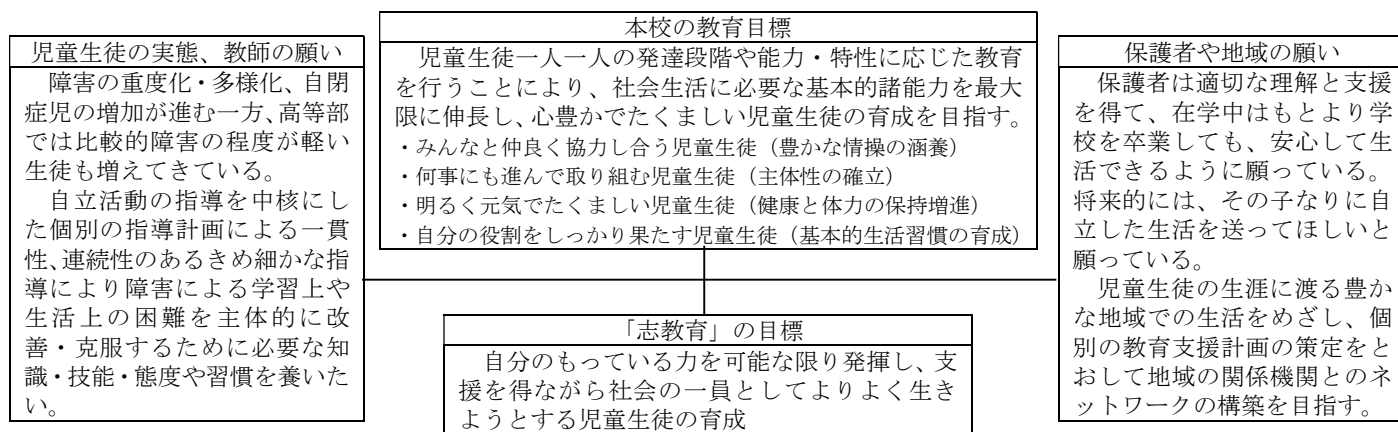 児童生徒の実態、教師の願い
障害の重度化・多様化、自閉
症児の増加が進む一方、高等部
では比較的障害の程度が軽い
生徒も増えてきている。
自立活動の指導を中核にし
た個別の指導計画による一貫
性、連続性のあるきめ細かな指
導により障害による学習上や
生活上の困難を主体的に改
善・克服するために必要な知
識・技能・態度や習慣を養いた
い。
本校の教育目標
児童生徒一人一人の発達段階や能力・特性に応じた教育
を行うことにより、社会生活に必要な基本的諸能力を最大
限に伸長し、心豊かでたくましい児童生徒の育成を目指す。
・みんなと仲良く協力し合う児童生徒（豊かな情操の涵養）
・何事にも進んで取り組む児童生徒（主体性の確立）
・明るく元気でたくましい児童生徒（健康と体力の保持増進）
・自分の役割をしっかり果たす児童生徒（基本的生活習慣の育成）
「志教育」の目標
自分のもっている力を可能な限り発揮し、支
援を得ながら社会の一員としてよりよく生き
ようとする児童生徒の育成
保護者や地域の願い
保護者は適切な理解と支援
を得て、在学中はもとより学
校を卒業しても、安心して生
活できるように願っている。
将来的には、その子なりに自
立した生活を送ってほしいと
願っている。
児童生徒の生涯に渡る豊か
な地域での生活をめざし、個
別の教育支援計画の策定をと
おして地域の関係機関とのネ
ットワークの構築を目指す。